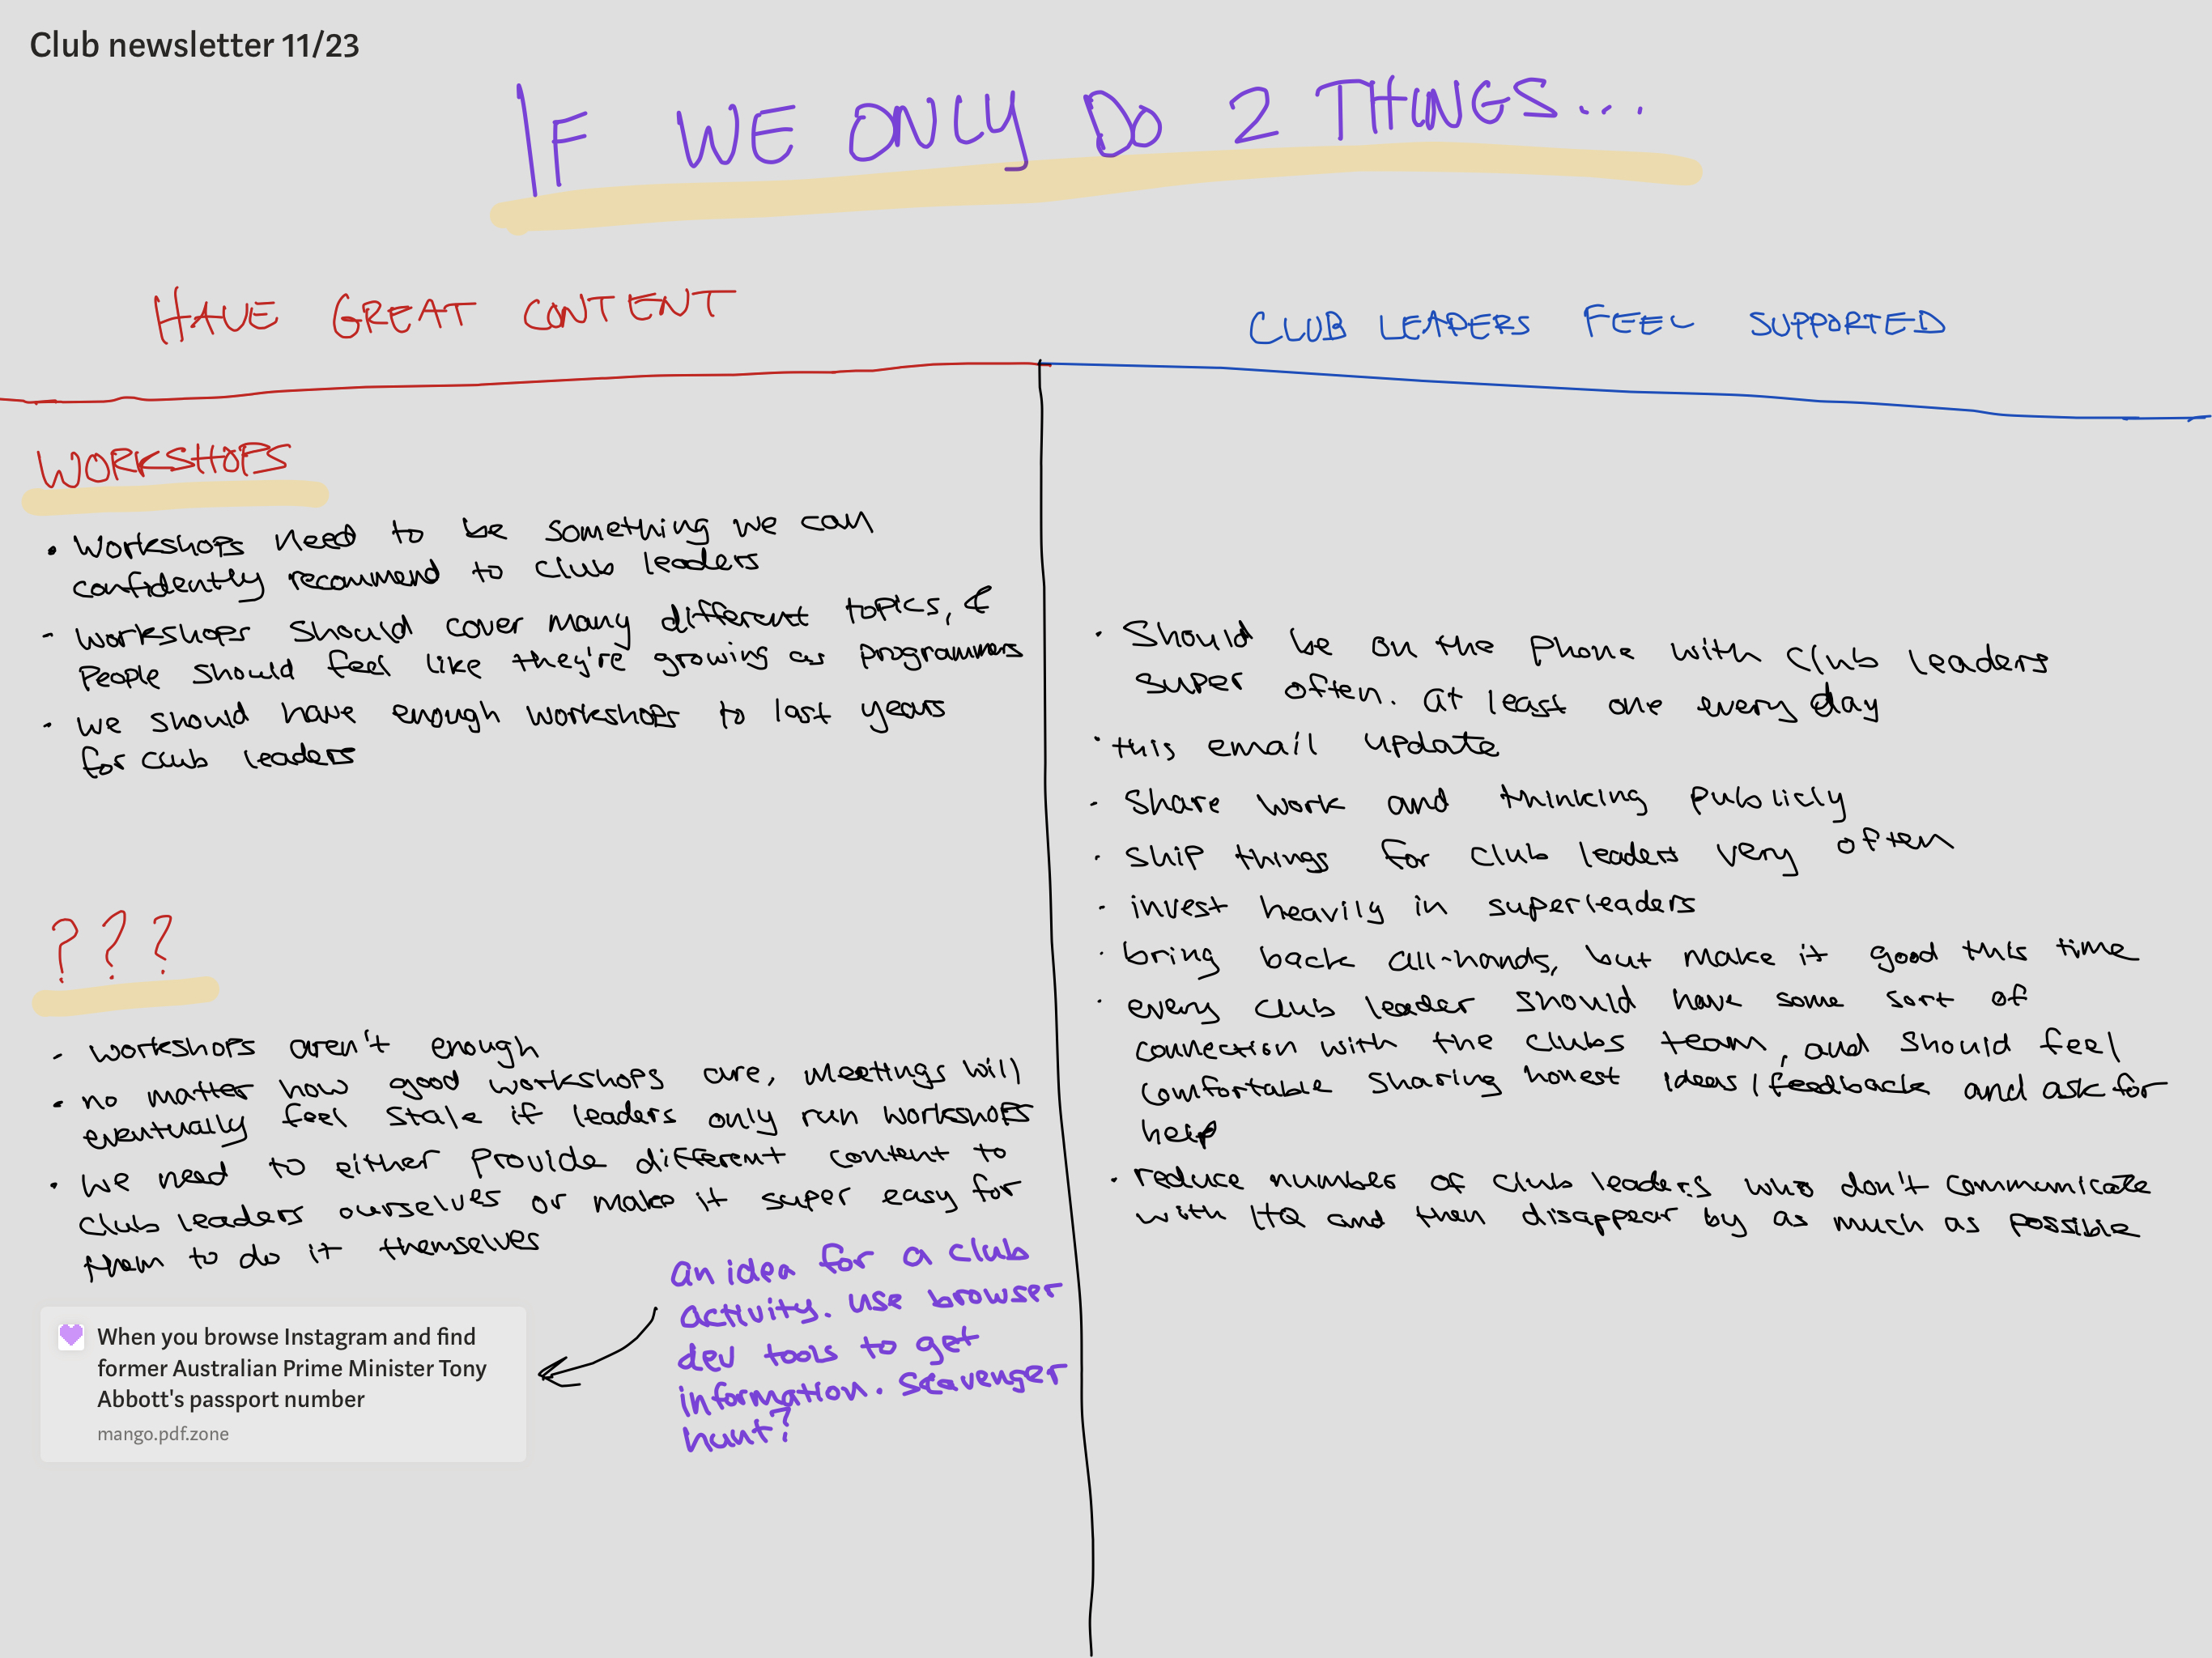 Club newsletter 11/23
IF WE ONLY DO 2 THINGS...
HAVE GREAT CONTENT
WORKSHOPS
• Workshops need to be something we can
confidently recommend to club leaders
- workshops should cover many different topics, &
people should feel like they're growing as programmers
- we should have enough workshops to last years
for club leaders
???
- workshops aren't enough
- no matter how good workshops are, meetings will
eventually feel stale if leaders only run workshops
• we need to either provide different content to
club leaders ourselves or make it super easy for
them to do it themselves
When you browse Instagram and find
former Australian Prime Minister Tony
Abbott's passport number
mango.pdf.zone
an idea for a club
activity. use browser
dev tools to get
information. scavenger
hunt?
CLUB LEADERS FEEL SUPPORTED
• Should be on the phone with club leaders
super often. at least one every day
• this email update
- share work and thinking publicly
• ship things for club leaders very often
- invest heavily in superleaders
• bring back all-hands, but make it good this time
• every club leader should have some sort of
connection with the clubs team, and should feel
comfortable sharing honest ideas/feedback and ask for
help
• reduce number of club leaders who don't communicate
with HQ and then disappear by as much as possible